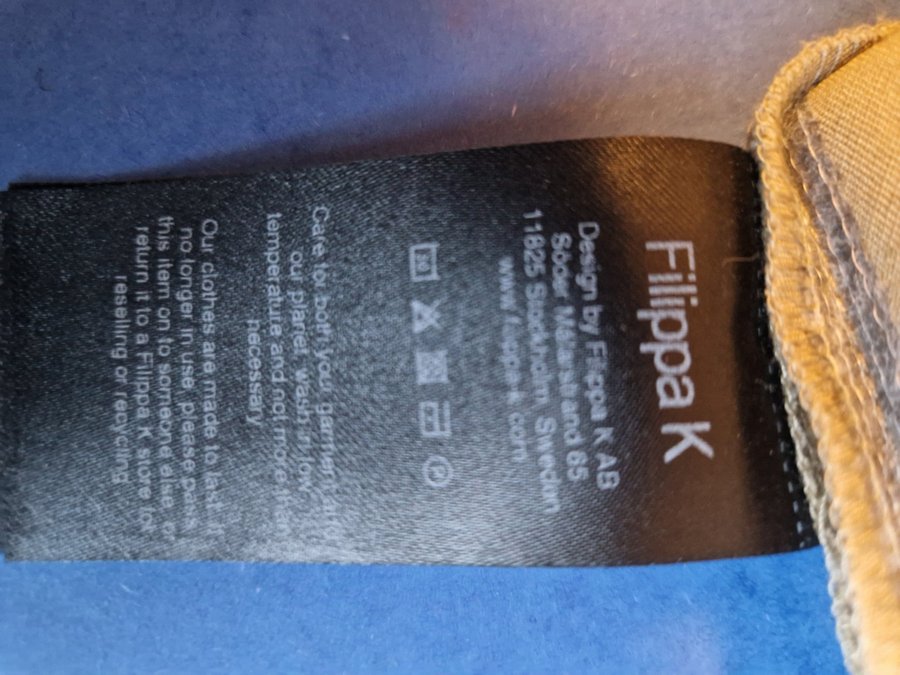 Filippa K
Design by Filippa K AB
Söder Mälarstrand 65
11825 Stockholm, Sweden
www.filippa-k.com
Care for both your garment and
our planet, wash in low
temperature and not more than
necessary
Our clothes are made to last. If
no longer in use, please pass
this item on to someone else, or
return it to a Filippa K store for
reselling or recycling